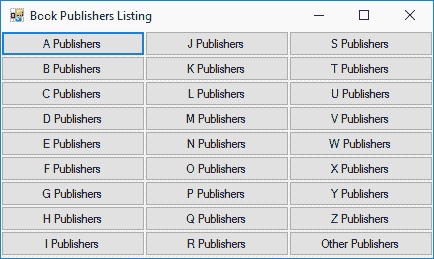 Book Publishers Listing
A Publishers
J Publishers
S Publishers
B Publishers
K Publishers
T Publishers
C Publishers
L Publishers
U Publishers
D Publishers
M Publishers
V Publishers
E Publishers
N Publishers
W Publishers
F Publishers
O Publishers
X Publishers
G Publishers
P Publishers
Y Publishers
H Publishers
Q Publishers
Z Publishers
I Publishers
R Publishers
Other Publishers